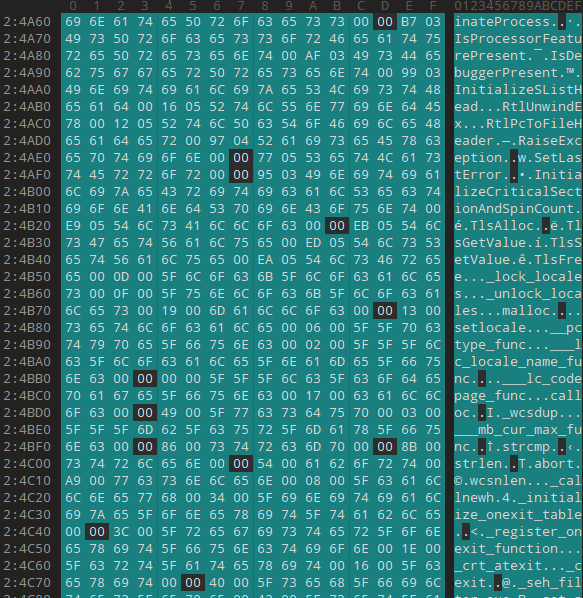 0 1 2 3 4 5 6 7 8 9 A B C D E F 0123456789ABCDEF
2:4A60 69 6E 61 74 65 50 72 6F 63 65 73 73 00 00 B7 03 inateProcess..·.
2:4A70 49 73 50 72 6F 63 65 73 73 6F 72 46 65 61 74 75 IsProcessorFeatu
2:4A80 72 65 50 72 65 73 65 6E 74 00 AF 03 49 73 44 65 rePresent.¯.IsDe
2:4A90 62 75 67 67 65 72 50 72 65 73 65 6E 74 00 99 03 buggerPresent.™.
2:4AA0 49 6E 69 74 69 61 6C 69 7A 65 53 4C 69 73 74 48 InitializeSListH
2:4AB0 65 61 64 00 16 05 52 74 6C 55 6E 77 69 6E 64 45 ead...RtlUnwindE
2:4AC0 78 00 12 05 52 74 6C 50 63 54 6F 46 69 6C 65 48 x...RtlPcToFileH
2:4AD0 65 61 64 65 72 00 97 04 52 61 69 73 65 45 78 63 eader.—.RaiseExc
2:4AE0 65 70 74 69 6F 6E 00 00 77 05 53 65 74 4C 61 73 eption..w.SetLas
2:4AF0 74 45 72 72 6F 72 00 00 95 03 49 6E 69 74 69 61 tError..•.Initia
2:4B00 6C 69 7A 65 43 72 69 74 69 63 61 6C 53 65 63 74 lizeCriticalSect
2:4B10 69 6F 6E 41 6E 64 53 70 69 6E 43 6F 75 6E 74 00 ionAndSpinCount.
2:4B20 E9 05 54 6C 73 41 6C 6C 6F 63 00 00 EB 05 54 6C é.TlsAlloc..ë.Tl
2:4B30 73 47 65 74 56 61 6C 75 65 00 ED 05 54 6C 73 53 sGetValue.í.TlsS
2:4B40 65 74 56 61 6C 75 65 00 EA 05 54 6C 73 46 72 65 etValue.ê.TlsFre
2:4B50 65 00 0D 00 5F 6C 6F 63 6B 5F 6C 6F 63 61 6C 65 e..._lock_locale
2:4B60 73 00 0F 00 5F 75 6E 6C 6F 63 6B 5F 6C 6F 63 61 s..._unlock_loca
2:4B70 6C 65 73 00 19 00 6D 61 6C 6C 6F 63 00 00 13 00 les...malloc....
2:4B80 73 65 74 6C 6F 63 61 6C 65 00 06 00 5F 5F 70 63 setlocale...__pc
2:4B90 74 79 70 65 5F 66 75 6E 63 00 02 00 5F 5F 5F 6C type_func...___l
2:4BA0 63 5F 6C 6F 63 61 6C 65 5F 6E 61 6D 65 5F 66 75 c_locale_name_fu
2:4BB0 6E 63 00 00 00 00 5F 5F 5F 6C 63 5F 63 6F 64 65 nc....___lc_code
2:4BC0 70 61 67 65 5F 66 75 6E 63 00 17 00 63 61 6C 6C page_func...call
2:4BD0 6F 63 00 00 49 00 5F 77 63 73 64 75 70 00 03 00 oc..I._wcsdup...
2:4BE0 5F 5F 5F 6D 62 5F 63 75 72 5F 6D 61 78 5F 66 75 ___mb_cur_max_fu
2:4BF0 6E 63 00 00 86 00 73 74 72 63 6D 70 00 00 8B 00 nc..†.strcmp..‹.
2:4C00 73 74 72 6C 65 6E 00 00 54 00 61 62 6F 72 74 00 strlen..T.abort.
2:4C10 A9 00 77 63 73 6E 6C 65 6E 00 08 00 5F 63 61 6C ©.wcsnlen..._cal
2:4C20 6C 6E 65 77 68 00 34 00 5F 69 6E 69 74 69 61 6C lnewh.4._initial
2:4C30 69 7A 65 5F 6F 6E 65 78 69 74 5F 74 61 62 6C 65 ize_onexit_table
2:4C40 00 00 3C 00 5F 72 65 67 69 73 74 65 72 5F 6F 6E ..<._register_on
2:4C50 65 78 69 74 5F 66 75 6E 63 74 69 6F 6E 00 1E 00 exit_function...
2:4C60 5F 63 72 74 5F 61 74 65 78 69 74 00 16 00 5F 63 _crt_atexit..._c
2:4C70 65 78 69 74 00 00 40 00 5F 73 65 68 5F 66 69 6C exit..@._seh_fil